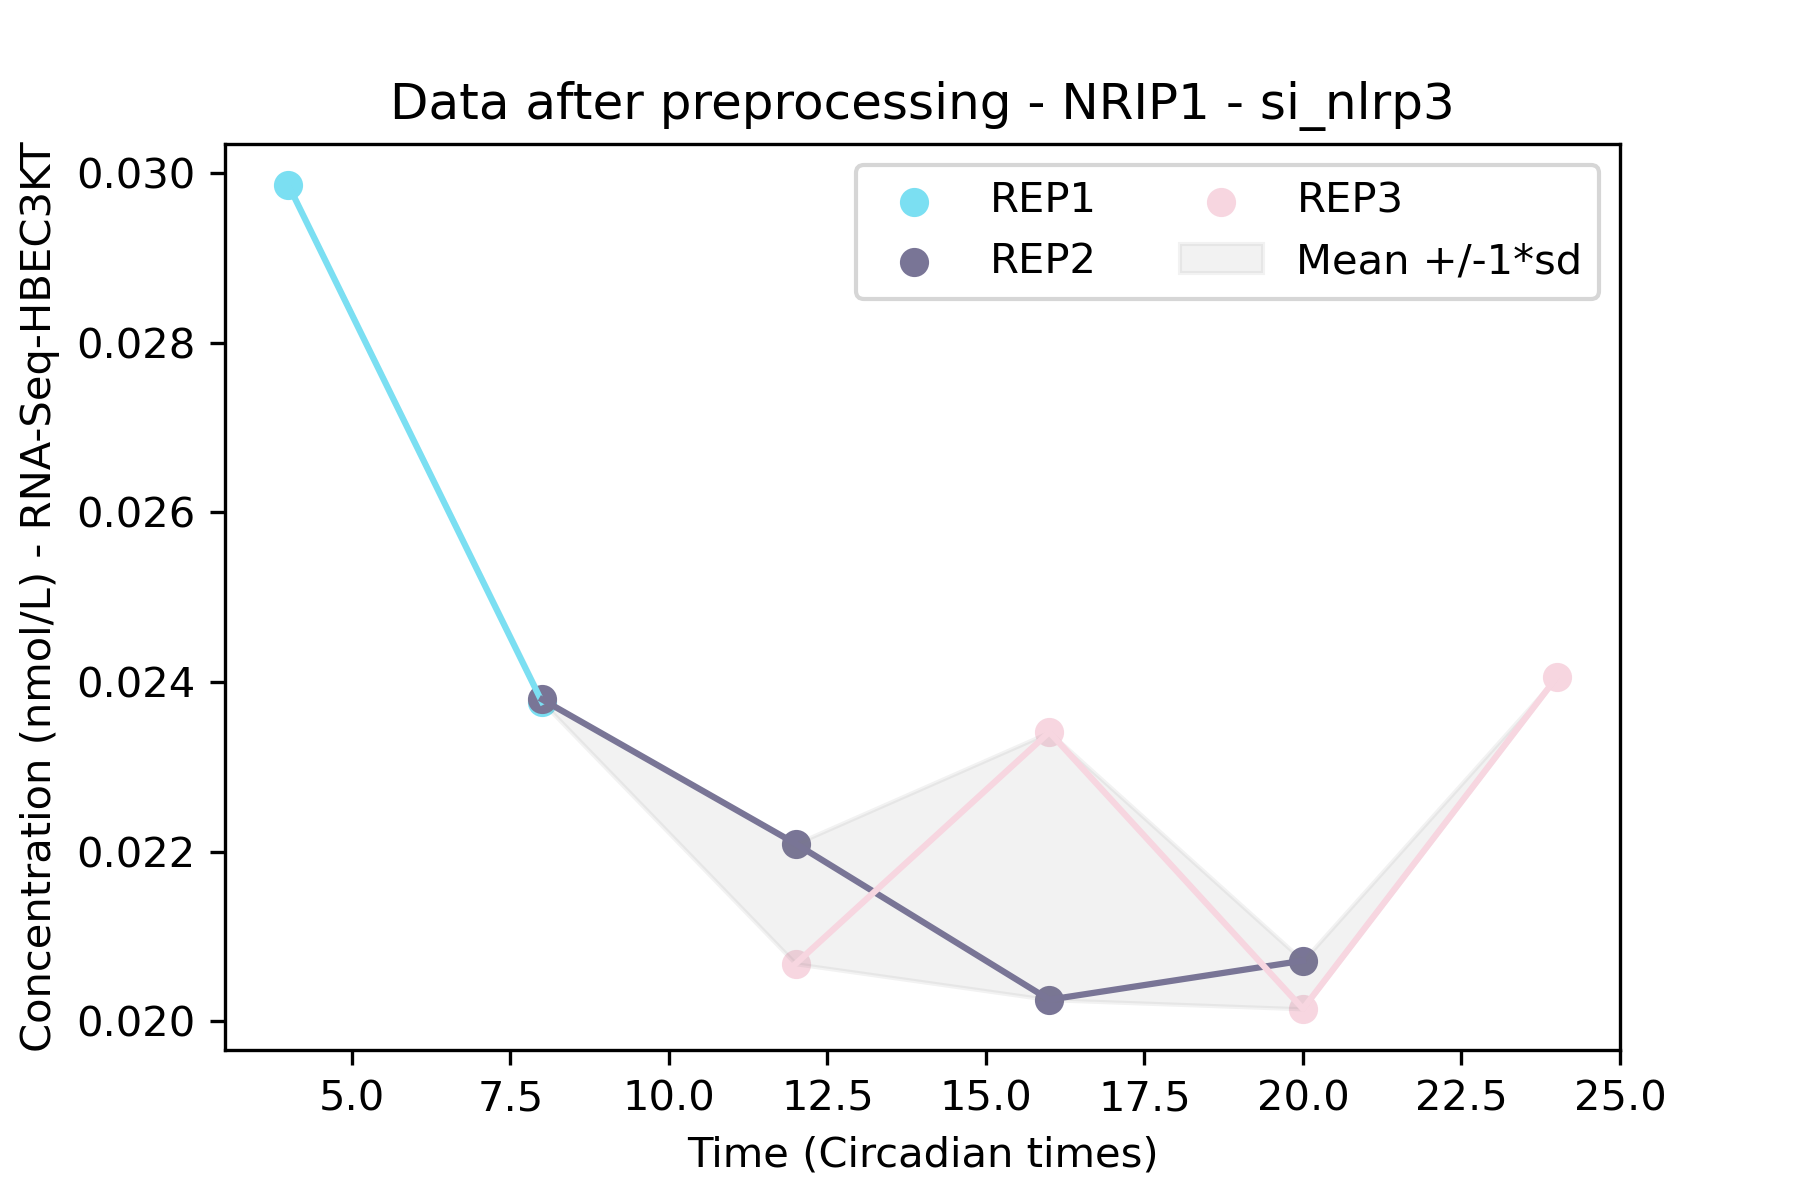 Data after preprocessing - NRIP1 - si_nlrp3
Concentration (nmol/L) - RNA-Seq-HBEC3KT
0.030
0.028
0.026
0.024
0.022
0.020
REP1
REP2
REP3
Mean +/-1*sd
5.0
7.5
10.0
12.5
15.0
17.5
20.0
22.5
25.0
Time (Circadian times)